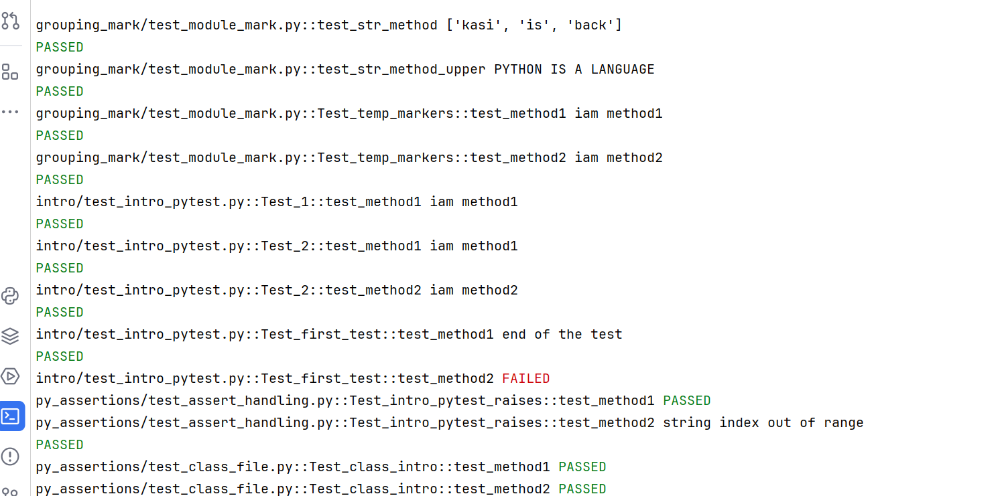 grouping_mark/test_module_mark.py::test_str_method ['kasi', 'is', 'back']
PASSED
grouping_mark/test_module_mark.py::test_str_method_upper PYTHON IS A LANGUAGE
PASSED
grouping_mark/test_module_mark.py::Test_temp_markers::test_method1 iam method1
PASSED
grouping_mark/test_module_mark.py::Test_temp_markers::test_method2 iam method2
PASSED
intro/test_intro_pytest.py::Test_1::test_method1 iam method1
PASSED
intro/test_intro_pytest.py::Test_2::test_method1 iam method1
PASSED
intro/test_intro_pytest.py::Test_2::test_method2 iam method2
PASSED
intro/test_intro_pytest.py::Test_first_test::test_method1 end of the test
PASSED
intro/test_intro_pytest.py::Test_first_test::test_method2 FAILED
py_assertions/test_assert_handling.py::Test_intro_pytest_raises::test_method1 PASSED
py_assertions/test_assert_handling.py::Test_intro_pytest_raises::test_method2 string index out of range
PASSED
py_assertions/test_class_file.py::Test_class_intro::test_method1 PASSED
py_assertions/test_class_file.py::Test_class_intro::test_method2 PASSED